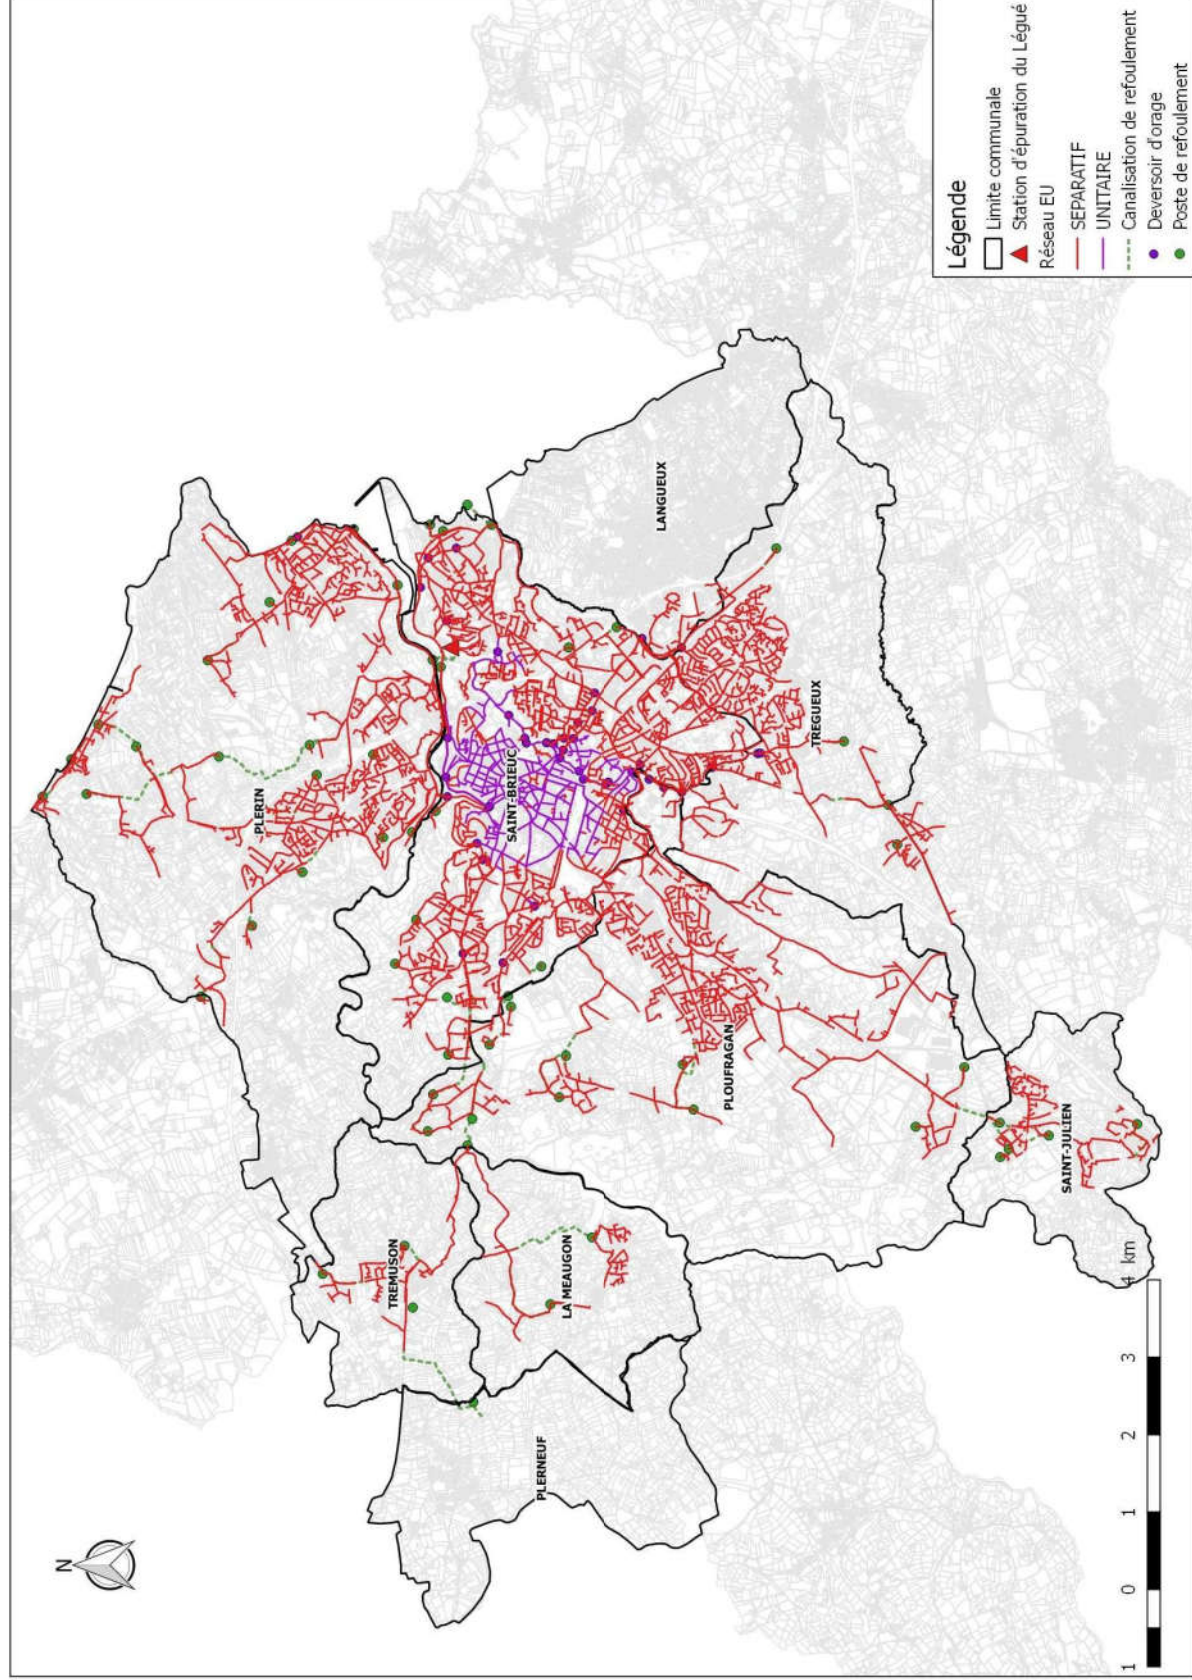 N
PLERIN
TREMUSON
SAINT-BRIEUC
LA MEAUGON
PLERNEUF
LANGUEUX
PLOUFRAGAN
TREGUEUX
SAINT-JULIEN
1 0 1 2 3 4 km
Légende
Limite communale
Station d'épuration du Légué
Réseau EU
SEPARATIF
UNITAIRE
Canalisation de refoulement
Deversoir d'orage
Poste de refoulement